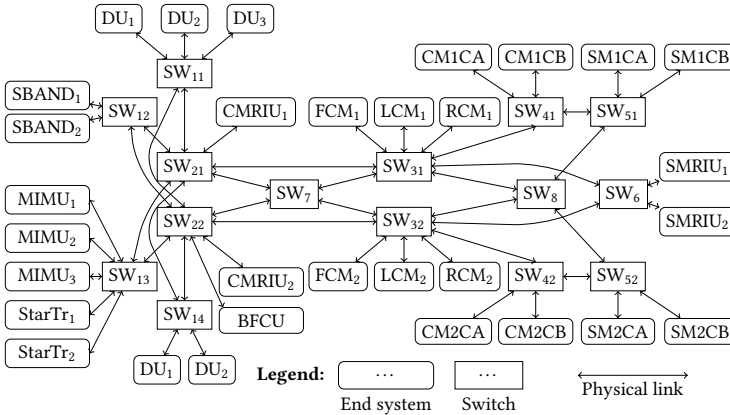 DU₁ DU₂ DU₃
CM1CA CM1CB SM1CA SM1CB
SW₁₁
SBAND₁
SW₁₂ CMRIU₁ FCM₁ LCM₁ RCM₁ SW₄₁ SW₅₁
SBAND₂
SW₂₁ SW₃₁ SMRIU₁
SW₇ SW₈ SW₆
MIMU₁
SW₂₂ SW₃₂ SMRIU₂
MIMU₂
MIMU₃ SW₁₃ CMRIU₂ FCM₂ LCM₂ RCM₂ SW₄₂ SW₅₂
StarTr₁ SW₁₄ BFCU
CM2CA CM2CB SM2CA SM2CB
StarTr₂
DU₁ DU₂ Legend: ... ... Physical link
End system Switch